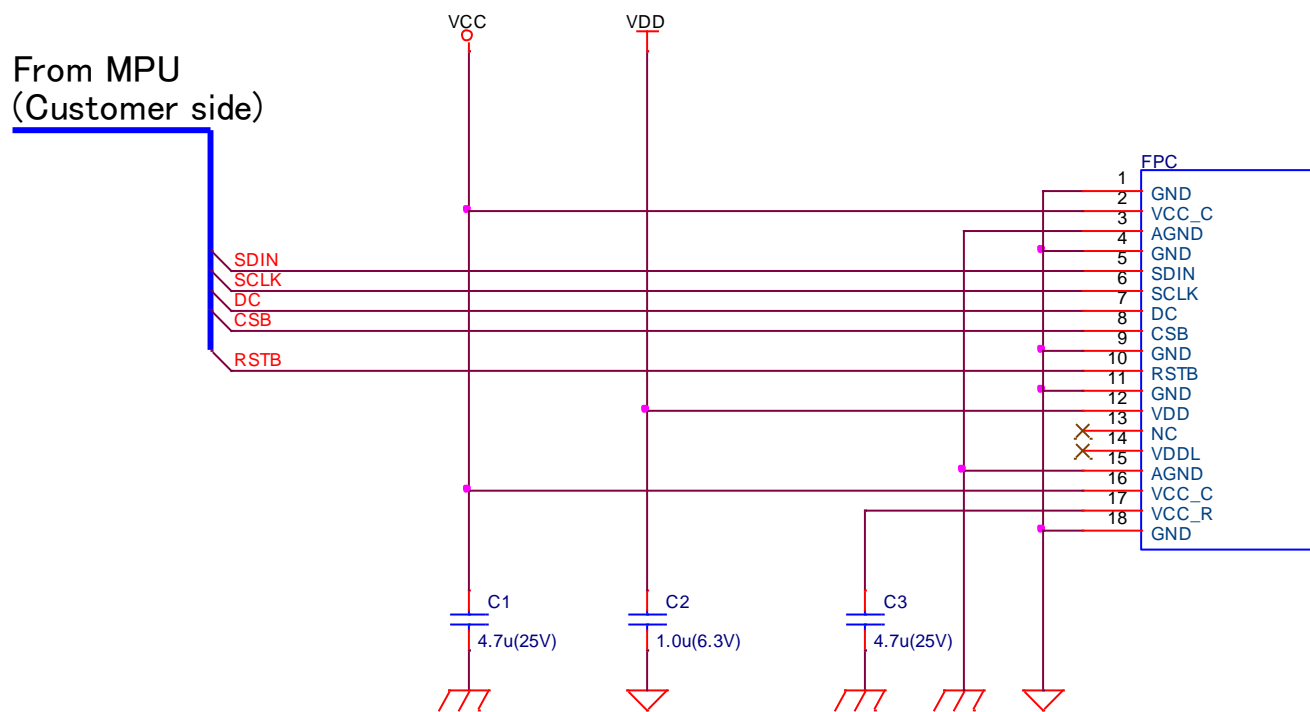 VCC
VDD
From MPU
(Customer side)
FPC
1
GND
2
VCC_C
3
AGND
4
GND
SDIN
5
SDIN
SCLK
6
SCLK
DC
7
DC
CSB
8
CSB
9
GND
RSTB
10
RSTB
11
GND
12
VDD
13
NC
14
VDDL
15
AGND
16
VCC_C
17
VCC_R
18
GND
C1
4.7u(25V)
C2
1.0u(6.3V)
C3
4.7u(25V)